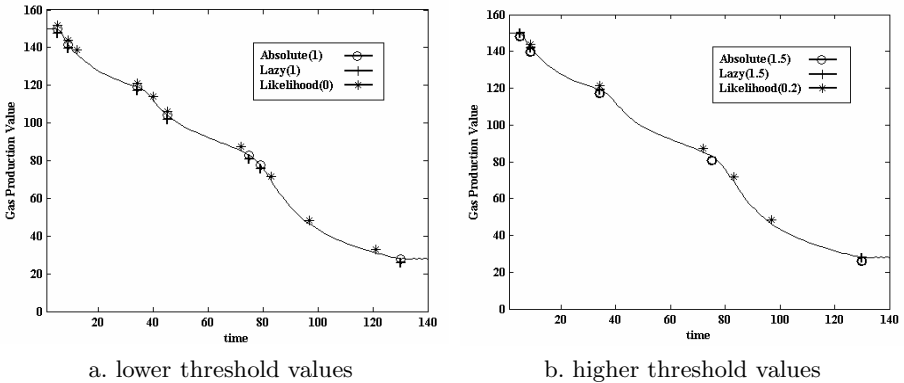 160
140
120
100
80
60
40
20
0
Gas Production Value
Absolute(1)
Lazy(1)
Likelihood(0)
20 40 60 80 100 120 140
time
a. lower threshold values
160
140
120
100
80
60
40
20
0
Gas Production Value
Absolute(1.5)
Lazy(1.5)
Likelihood(0.2)
20 40 60 80 100 120 140
time
b. higher threshold values